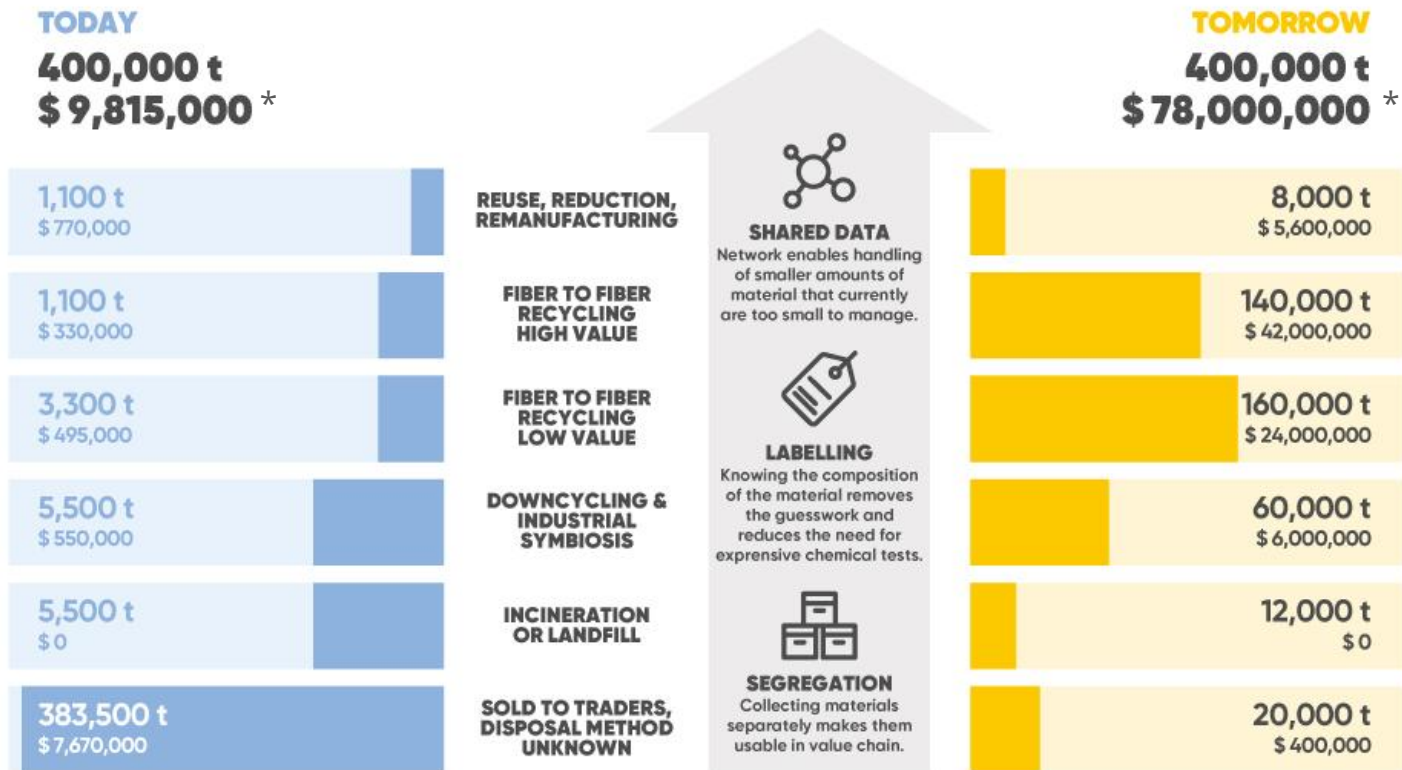 TODAY
400,000 t
$ 9,815,000 *
TOMORROW
400,000 t
$ 78,000,000 *
1,100 t
$ 770,000
REUSE, REDUCTION,
REMANUFACTURING
8,000 t
$ 5,600,000
1,100 t
$ 330,000
FIBER TO FIBER
RECYCLING
HIGH VALUE
140,000 t
$ 42,000,000
3,300 t
$ 495,000
FIBER TO FIBER
RECYCLING
LOW VALUE
160,000 t
$ 24,000,000
5,500 t
$ 550,000
DOWNCYCLING &
INDUSTRIAL
SYMBIOSIS
60,000 t
$ 6,000,000
5,500 t
$ 0
INCINERATION
OR LANDFILL
12,000 t
$ 0
383,500 t
$ 7,670,000
SOLD TO TRADERS,
DISPOSAL METHOD
UNKNOWN
20,000 t
$ 400,000
SHARED DATA
Network enables handling
of smaller amounts of
material that currently
are too small to manage.
LABELLING
Knowing the composition
of the material removes
the guesswork and
reduces the need for
exprensive chemical tests.
SEGREGATION
Collecting materials
separately makes them
usable in value chain.